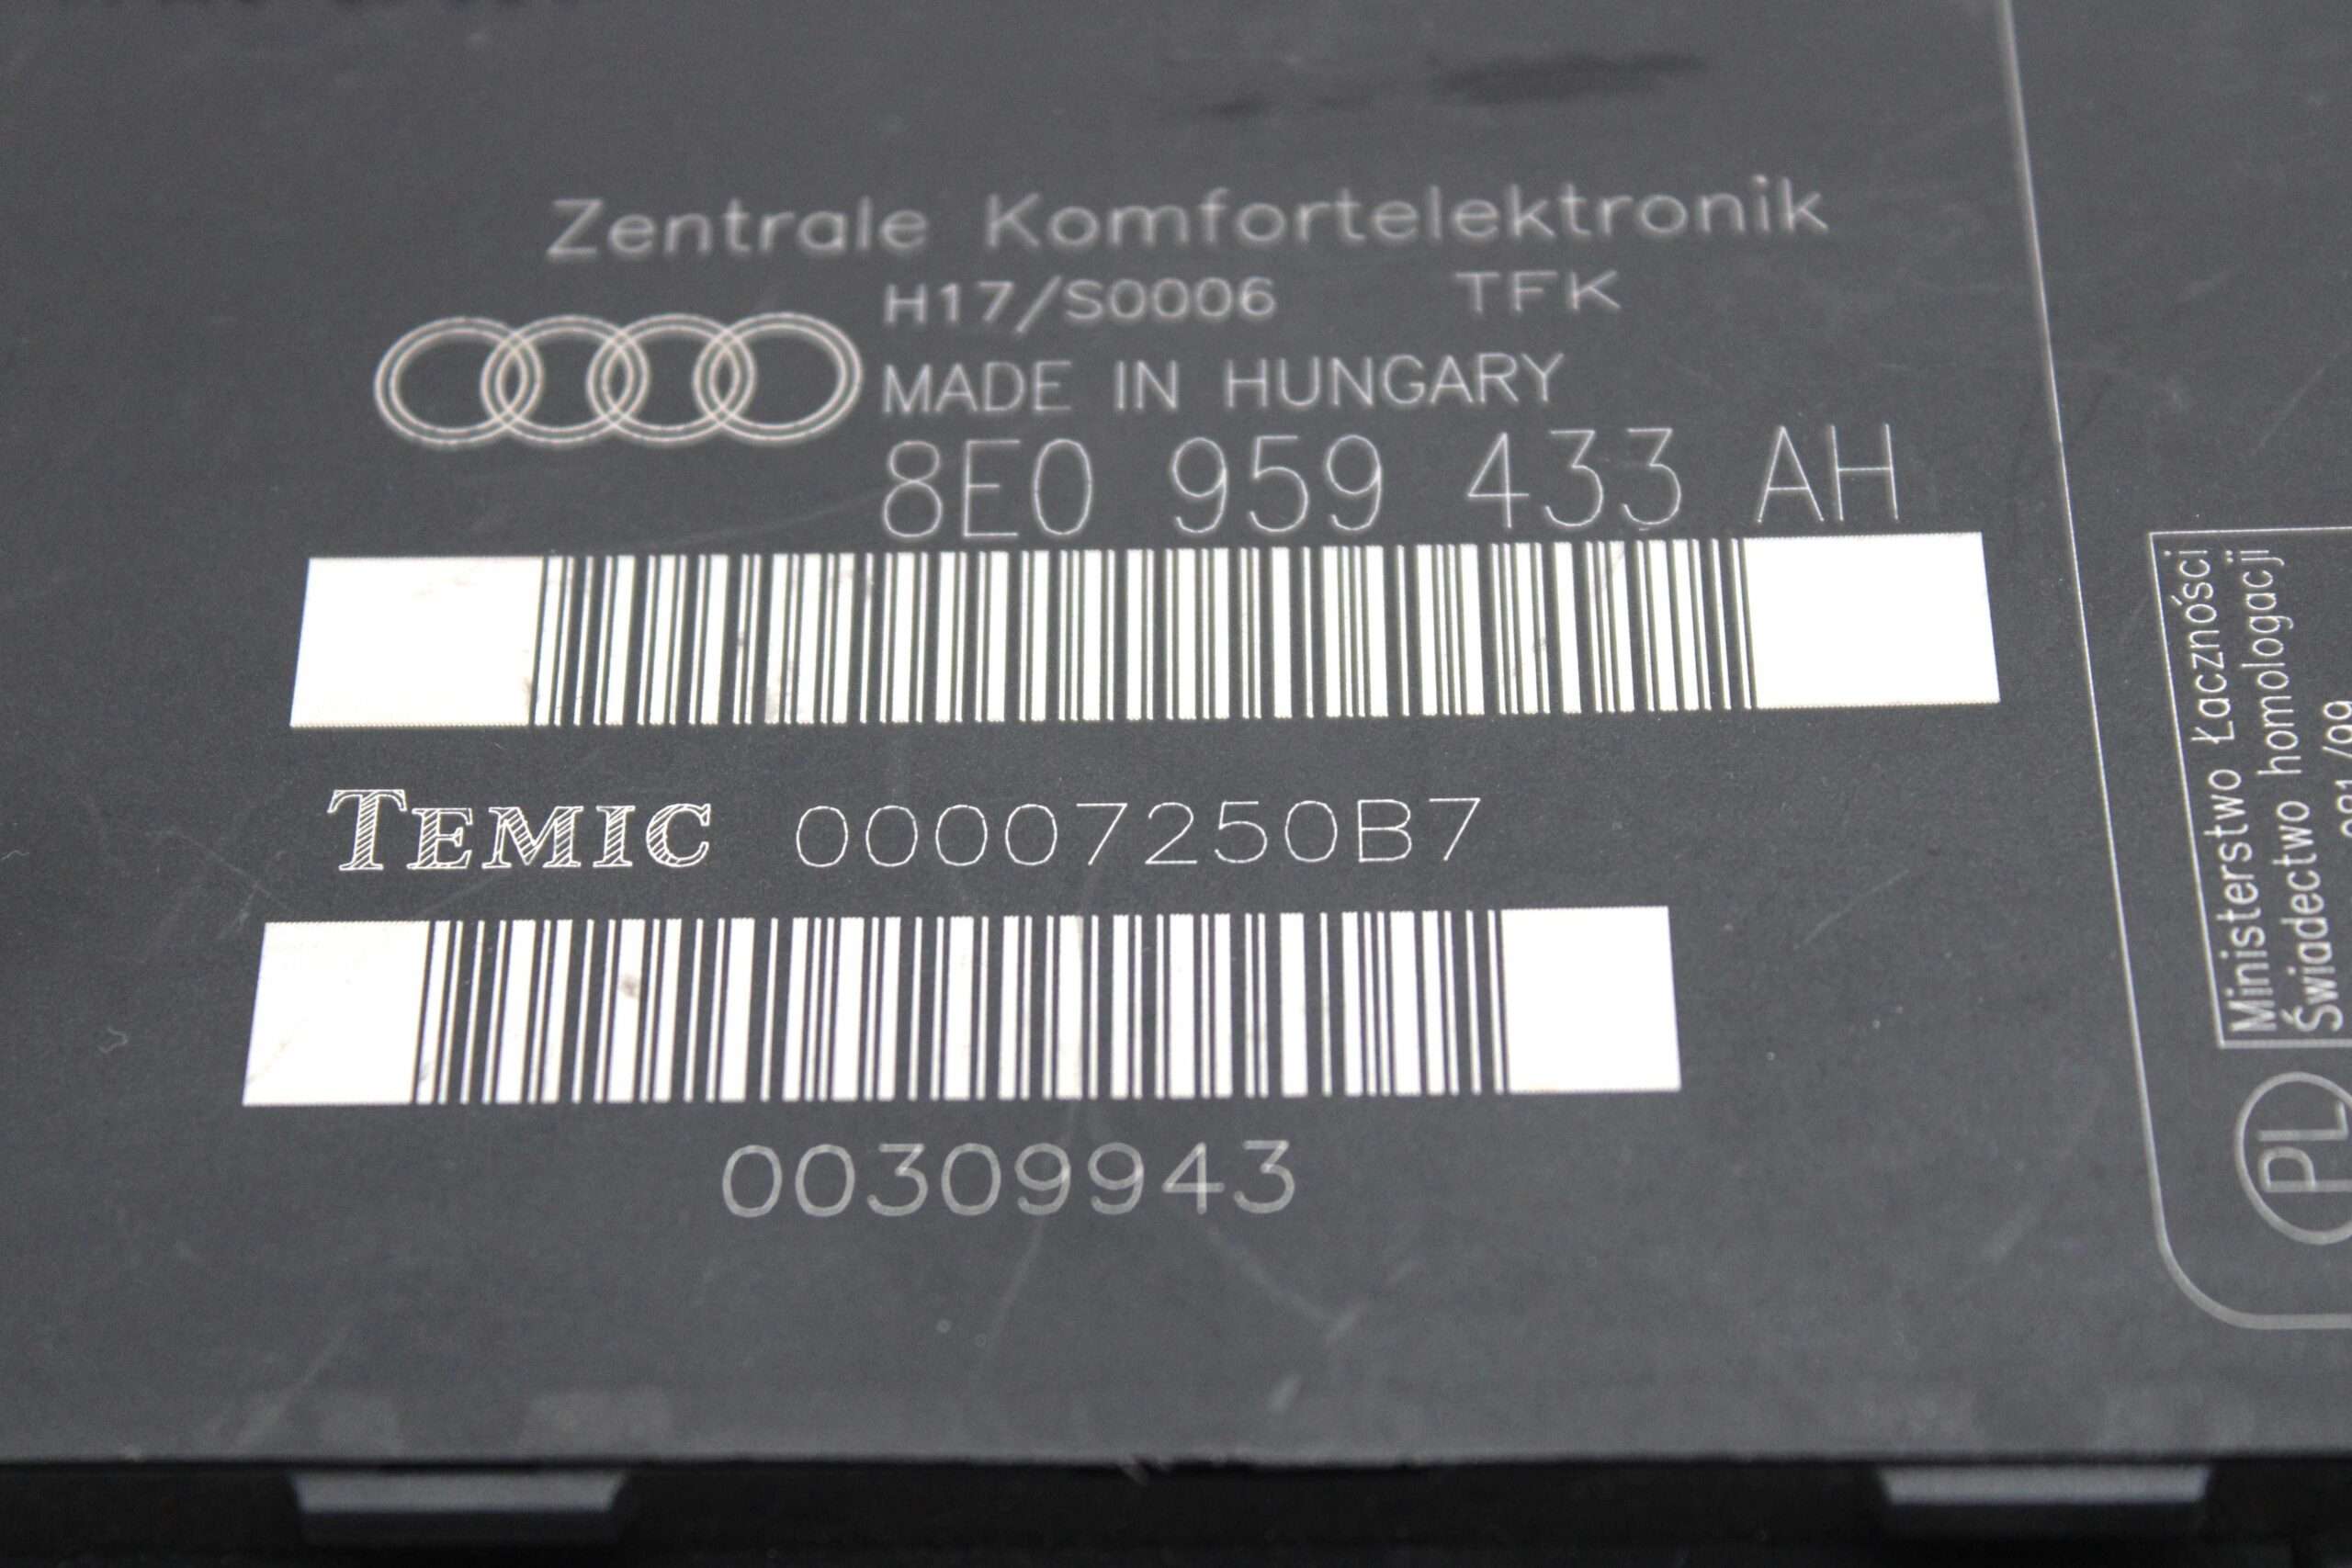 Zentrale Komfortelektronik
H17/S0006 TFK
MADE IN HUNGARY
8E0 959 433 AH
TEMIC 00007250B7
00309943
Ministerstwo Łączności
Świadectwo homologacji
PL